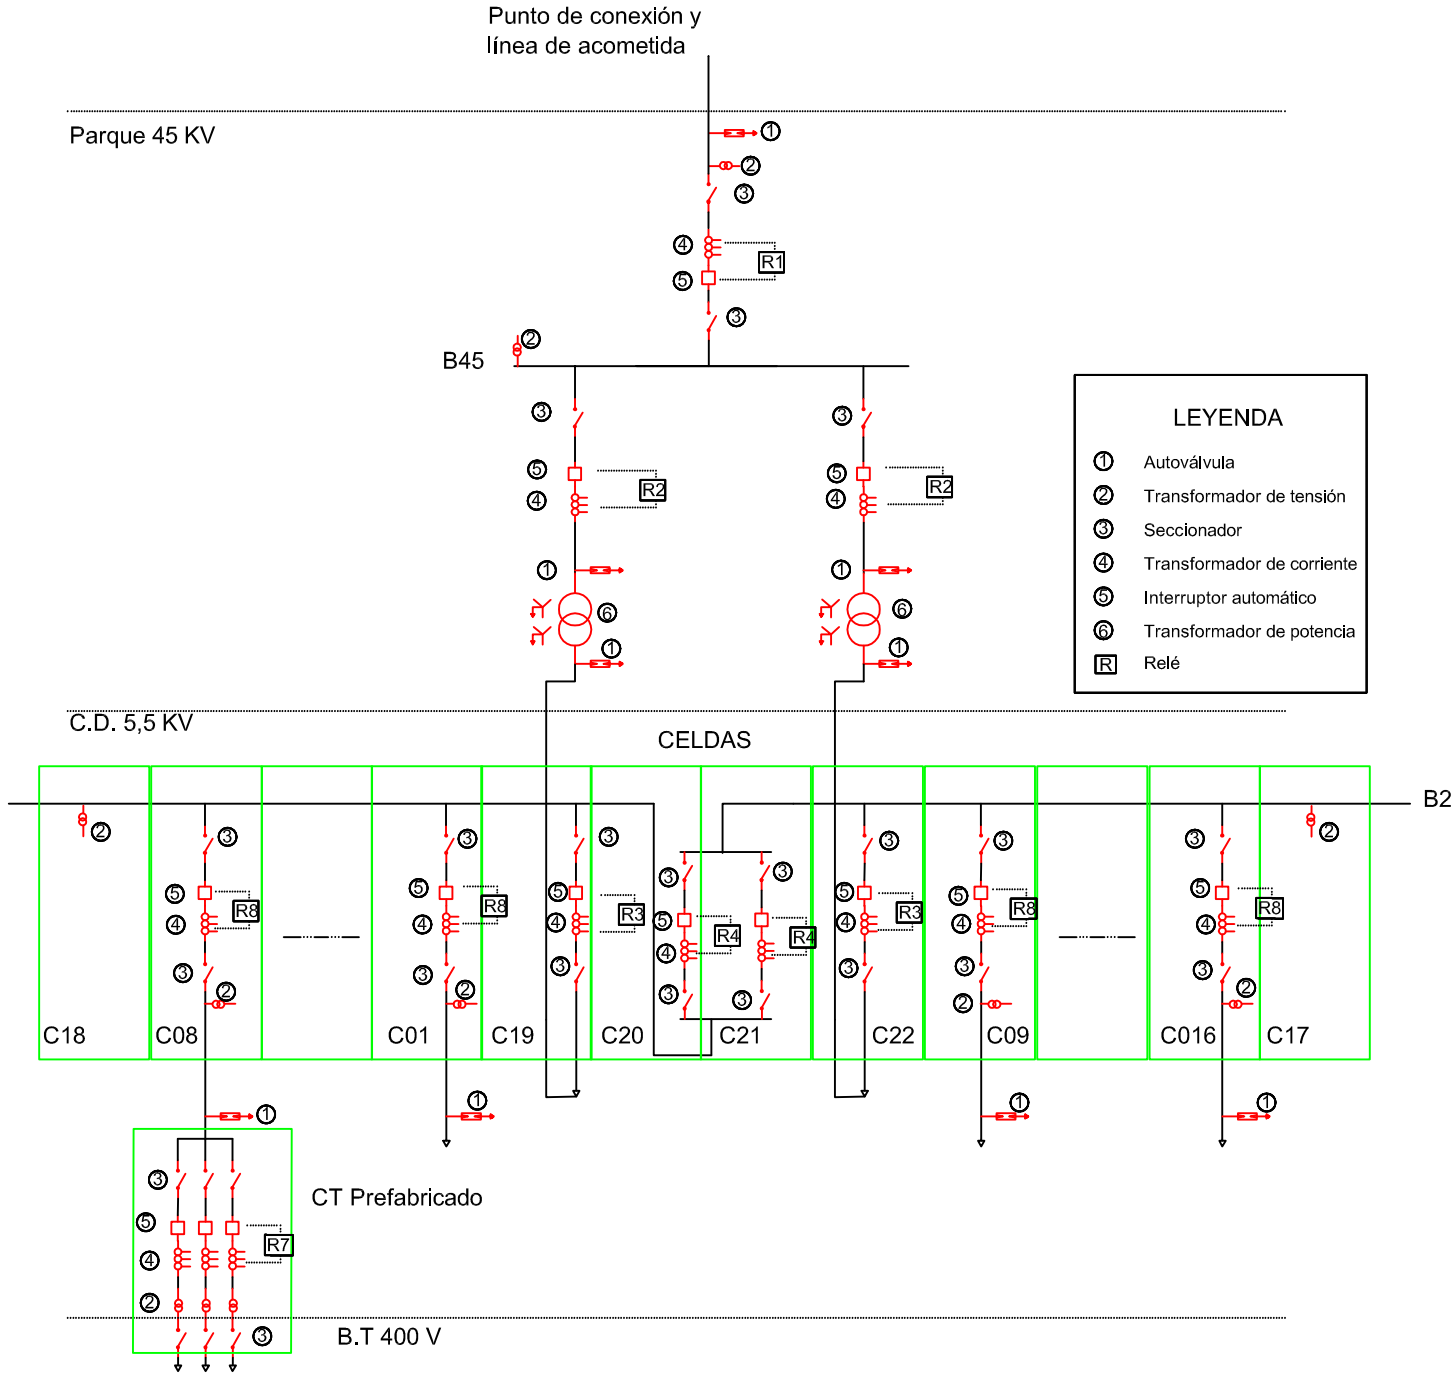 Punto de conexión y
línea de acometida
Parque 45 KV
1
2
3
4
R1
5
3
2
B45
3
3
5
R2
4
5
R2
4
1
1
6
6
1
1
LEYENDA
1 Autoválvula
2 Transformador de tensión
3 Seccionador
4 Transformador de corriente
5 Interruptor automático
6 Transformador de potencia
R Relé
C.D. 5,5 KV
CELDAS
B2
2
3
3
3
3
3
3
3
3
2
5
R8
4
5
R8
4
5
R3
4
5
R4
4
R4
5
R3
4
5
R8
4
5
R8
4
3
3
3
3
3
3
3
3
2
2
2
2
C18
C08
C01
C19
C20
C21
C22
C09
C016
C17
1
1
1
1
3
CT Prefabricado
5
R7
4
2
B.T 400 V
3